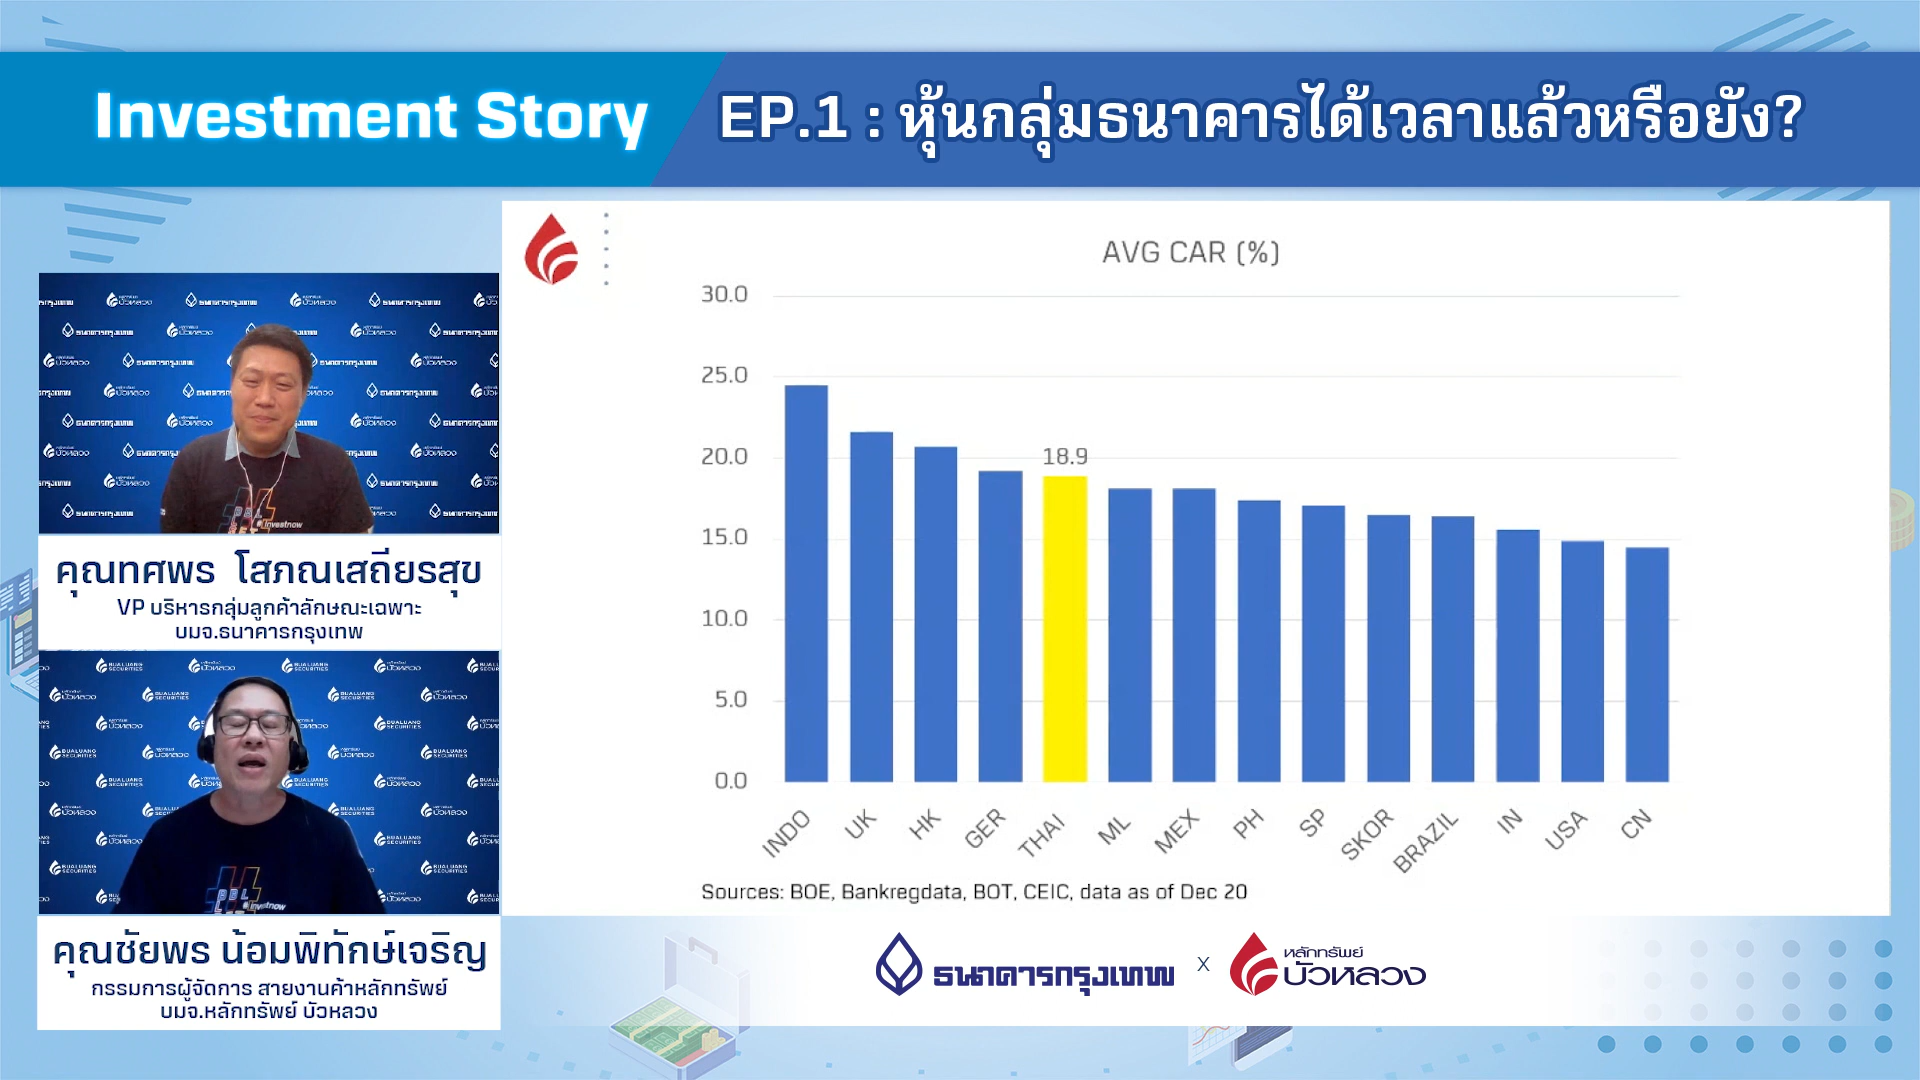 Investment Story
EP.1 : หุ้นกลุ่มธนาคารได้เวลาแล้วหรือยัง?
AVG CAR (%)
30.0
25.0
20.0
15.0
10.0
5.0
0.0
18.9
INDO
UK
HK
GER
THAI
ML
MEX
PH
SP
SKOR
BRAZIL
IN
USA
CN
Sources: BOE, Bankregdata, BOT, CEIC, data as of Dec 20
คุณทศพร โสภณเสถียรสุข
VP บริหารกลุ่มลูกค้าลักษณะเฉพาะ
บมจ.ธนาคารกรุงเทพ
คุณชัยพร น้อมพิทักษ์เจริญ
กรรมการผู้จัดการ สายงานค้าหลักทรัพย์
บมจ.หลักทรัพย์ บัวหลวง
ธนาคารกรุงเทพ
x
หลักทรัพย์
บัวหลวง